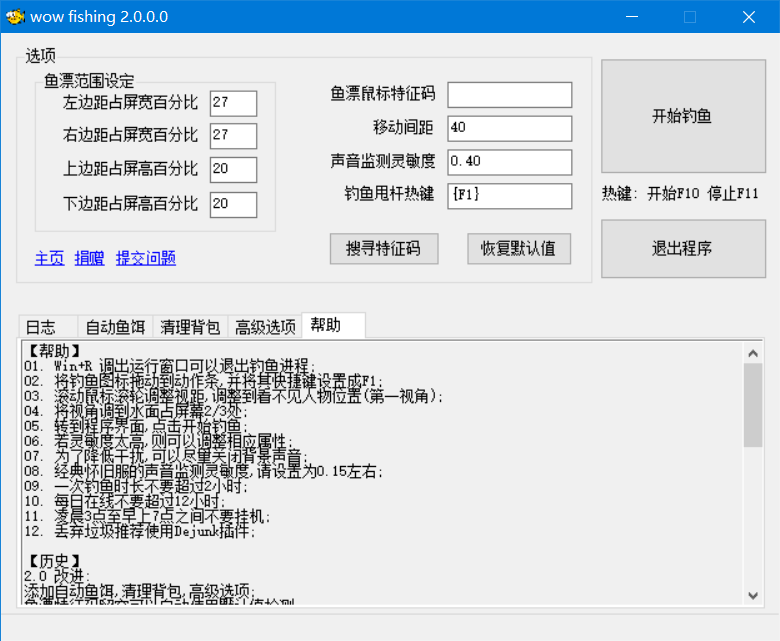 wow fishing 2.0.0.0
选项
鱼漂范围设定
左边距占屏宽百分比 27
右边距占屏宽百分比 27
上边距占屏高百分比 20
下边距占屏高百分比 20
鱼漂鼠标特征码
移动间距 40
声音监测灵敏度 0.40
钓鱼甩杆热键 {F1}
主页 捐赠 提交问题
搜寻特征码 恢复默认值
开始钓鱼
热键: 开始F10 停止F11
退出程序
日志 自动鱼饵 清理背包 高级选项 帮助
【帮助】
01. Win+R 调出运行窗口可以退出钓鱼进程;
02. 将钓鱼图标拖动到动作条,并将其快捷键设置成F1;
03. 滚动鼠标滚轮调整视距,调整到看不见人物位置(第一视角);
04. 将视角调到水面占屏幕2/3处;
05. 转到程序界面,点击开始钓鱼;
06. 若灵敏度太高,则可以调整相应属性;
07. 为了降低干扰,可以尽量关闭背景声音;
08. 经典怀旧服的声音监测灵敏度,请设置为0.15左右;
09. 一次钓鱼时长不要超过2小时;
10. 每日在线不要超过12小时;
11. 凌晨3点至早上7点之间不要挂机;
12. 丢弃垃圾推荐使用Dejunk插件;
【历史】
2.0 改进:
添加自动鱼饵,清理背包,高级选项;